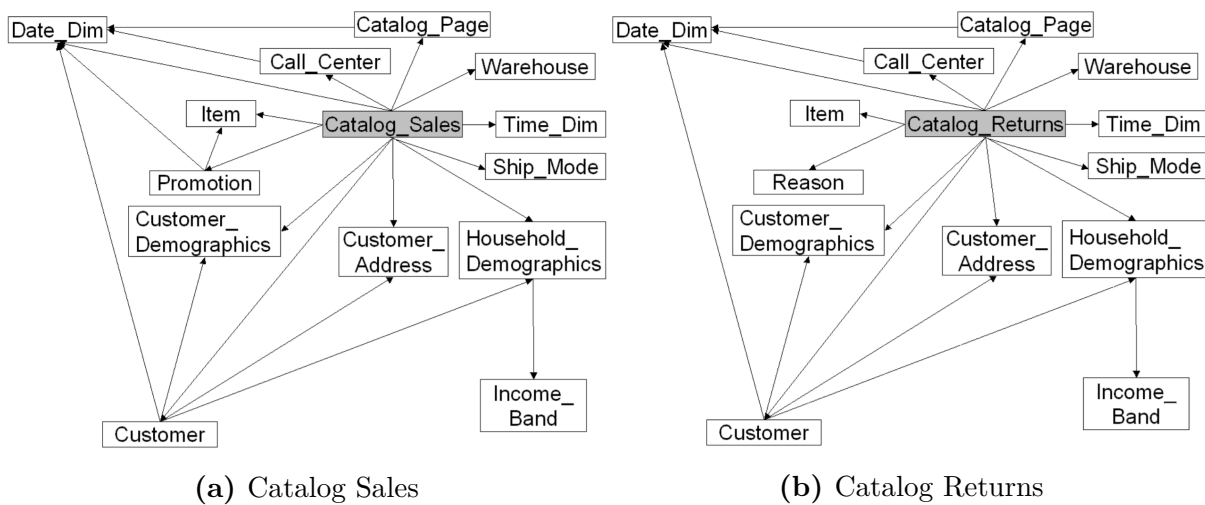 Date_Dim
Catalog_Page
Call_Center
Warehouse
Item
Catalog_Sales
Time_Dim
Ship_Mode
Promotion
Customer_
Demographics
Customer_
Address
Household_
Demographics
Income_
Band
Customer
(a) Catalog Sales
Date_Dim
Catalog_Page
Call_Center
Warehouse
Item
Catalog_Returns
Time_Dim
Ship_Mode
Reason
Customer_
Demographics
Customer_
Address
Household_
Demographics
Income_
Band
Customer
(b) Catalog Returns